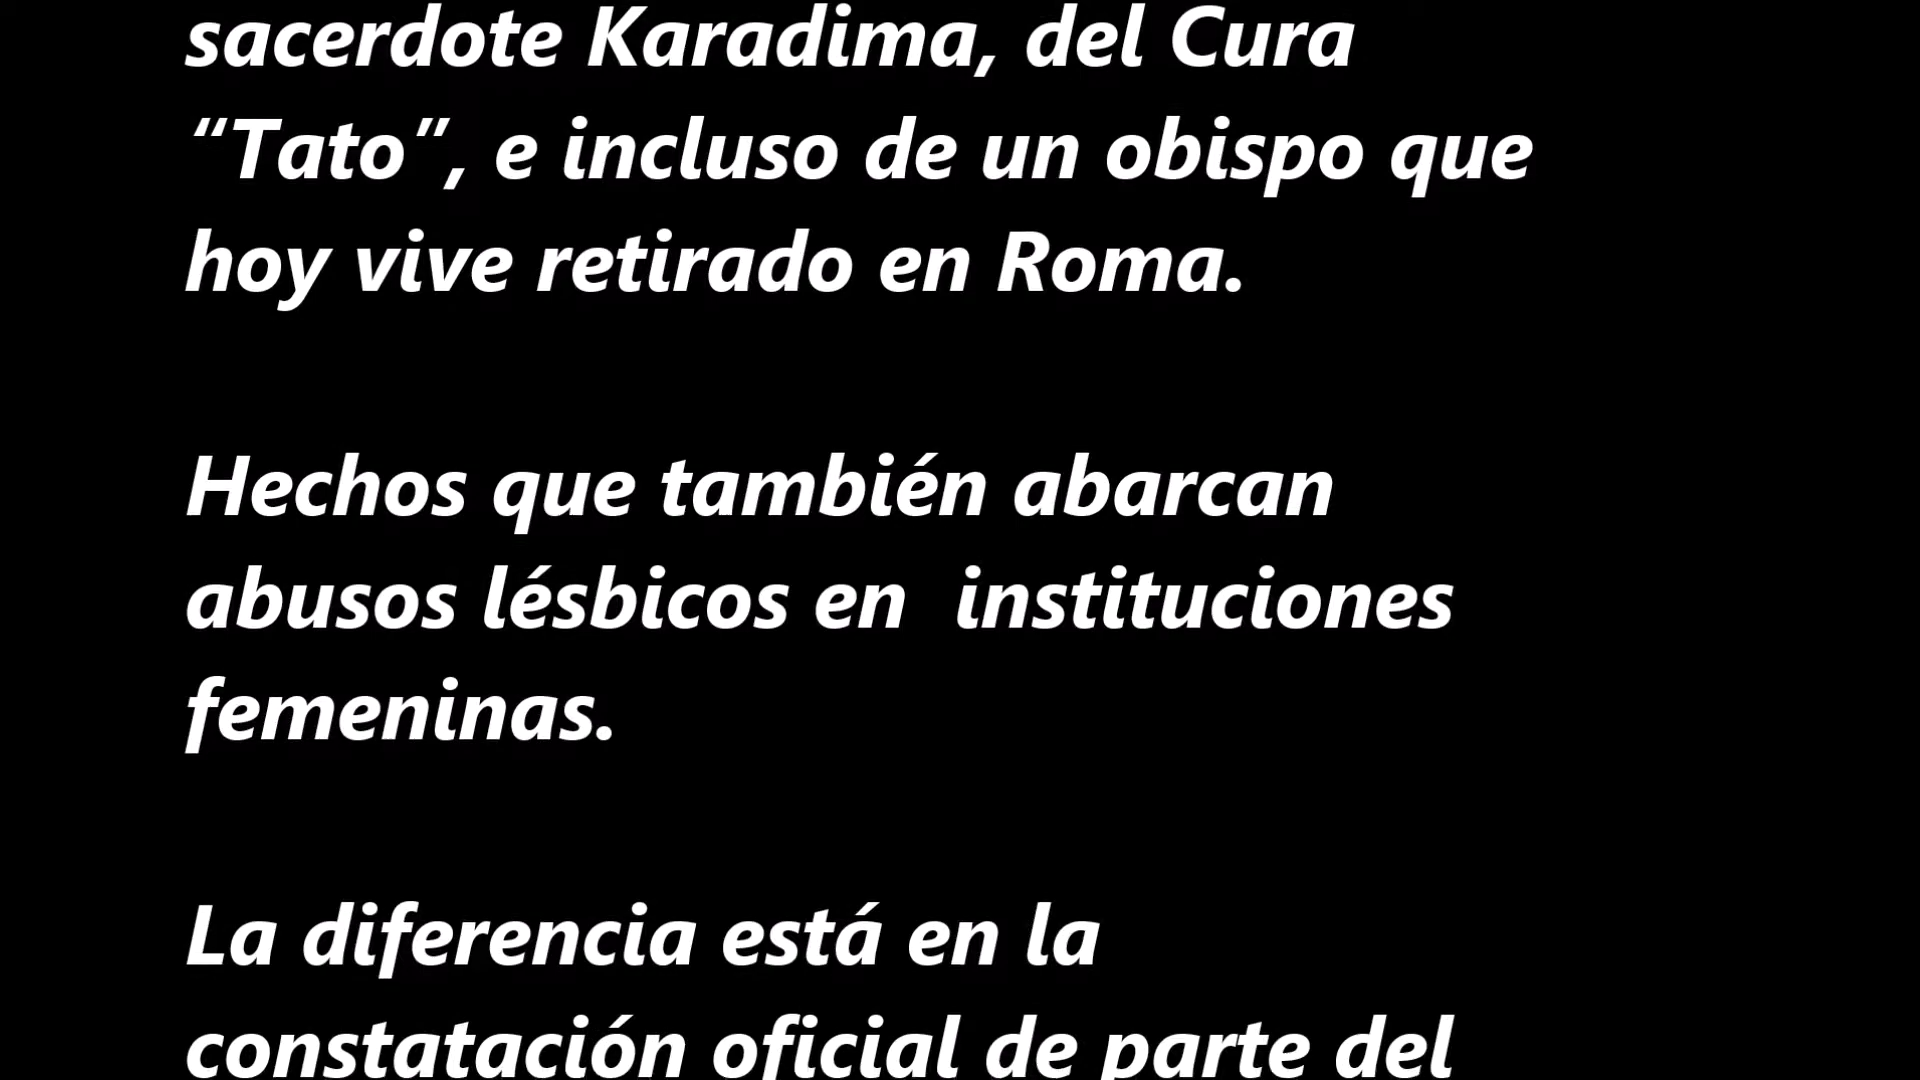 sacerdote Karadima, del Cura
“Tato”, e incluso de un obispo que
hoy vive retirado en Roma.
Hechos que también abarcan
abusos lésbicos en  instituciones
femeninas.
La diferencia está en la
constatación oficial de parte del